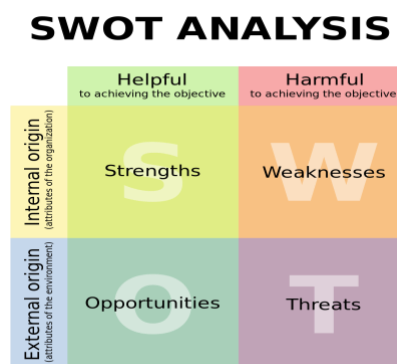 SWOT ANALYSIS
Helpful
to achieving the objective
Harmful
to achieving the objective
Internal origin
(attributes of the organization)
S
Strengths
W
Weaknesses
External origin
(attributes of the environment)
O
Opportunities
T
Threats